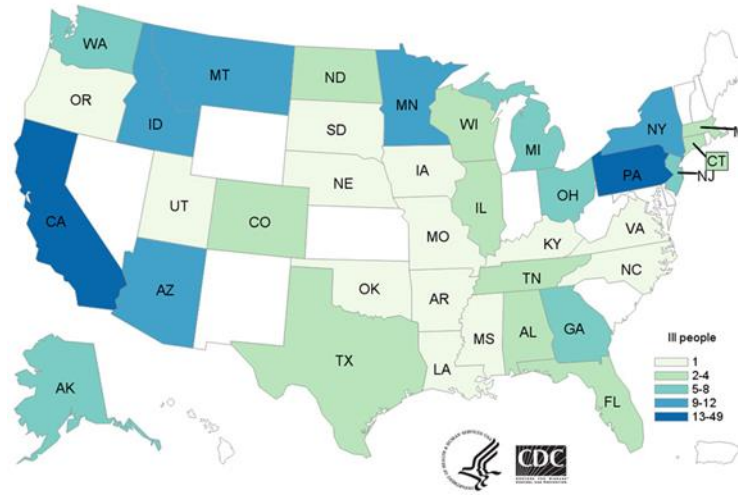 WA
MT
ND
OR
ID
MN
SD
WI
MI
NY
IA
NE
PA
CT
NJ
OH
IL
UT
CO
CA
MO
KY
VA
NC
TN
OK
AR
AZ
MS
AL
GA
TX
LA
FL
AK
Ill people
1
2-4
5-8
9-12
13-49
CDC